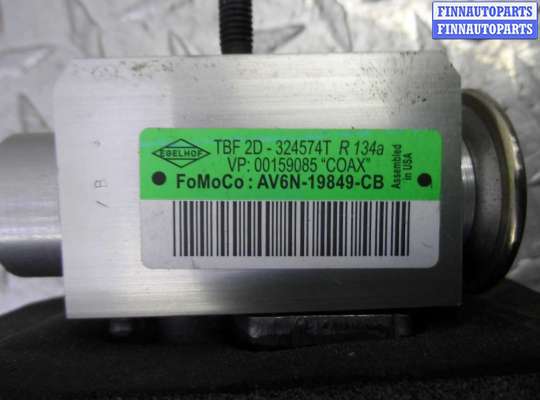 FINNAUTOPARTS
FINNAUTOPARTS
EGELHOF
TBF 2D - 324574T R 134a
VP: 00159085 "COAX"
FoMoCo : AV6N-19849-CB
Assembled
in USA